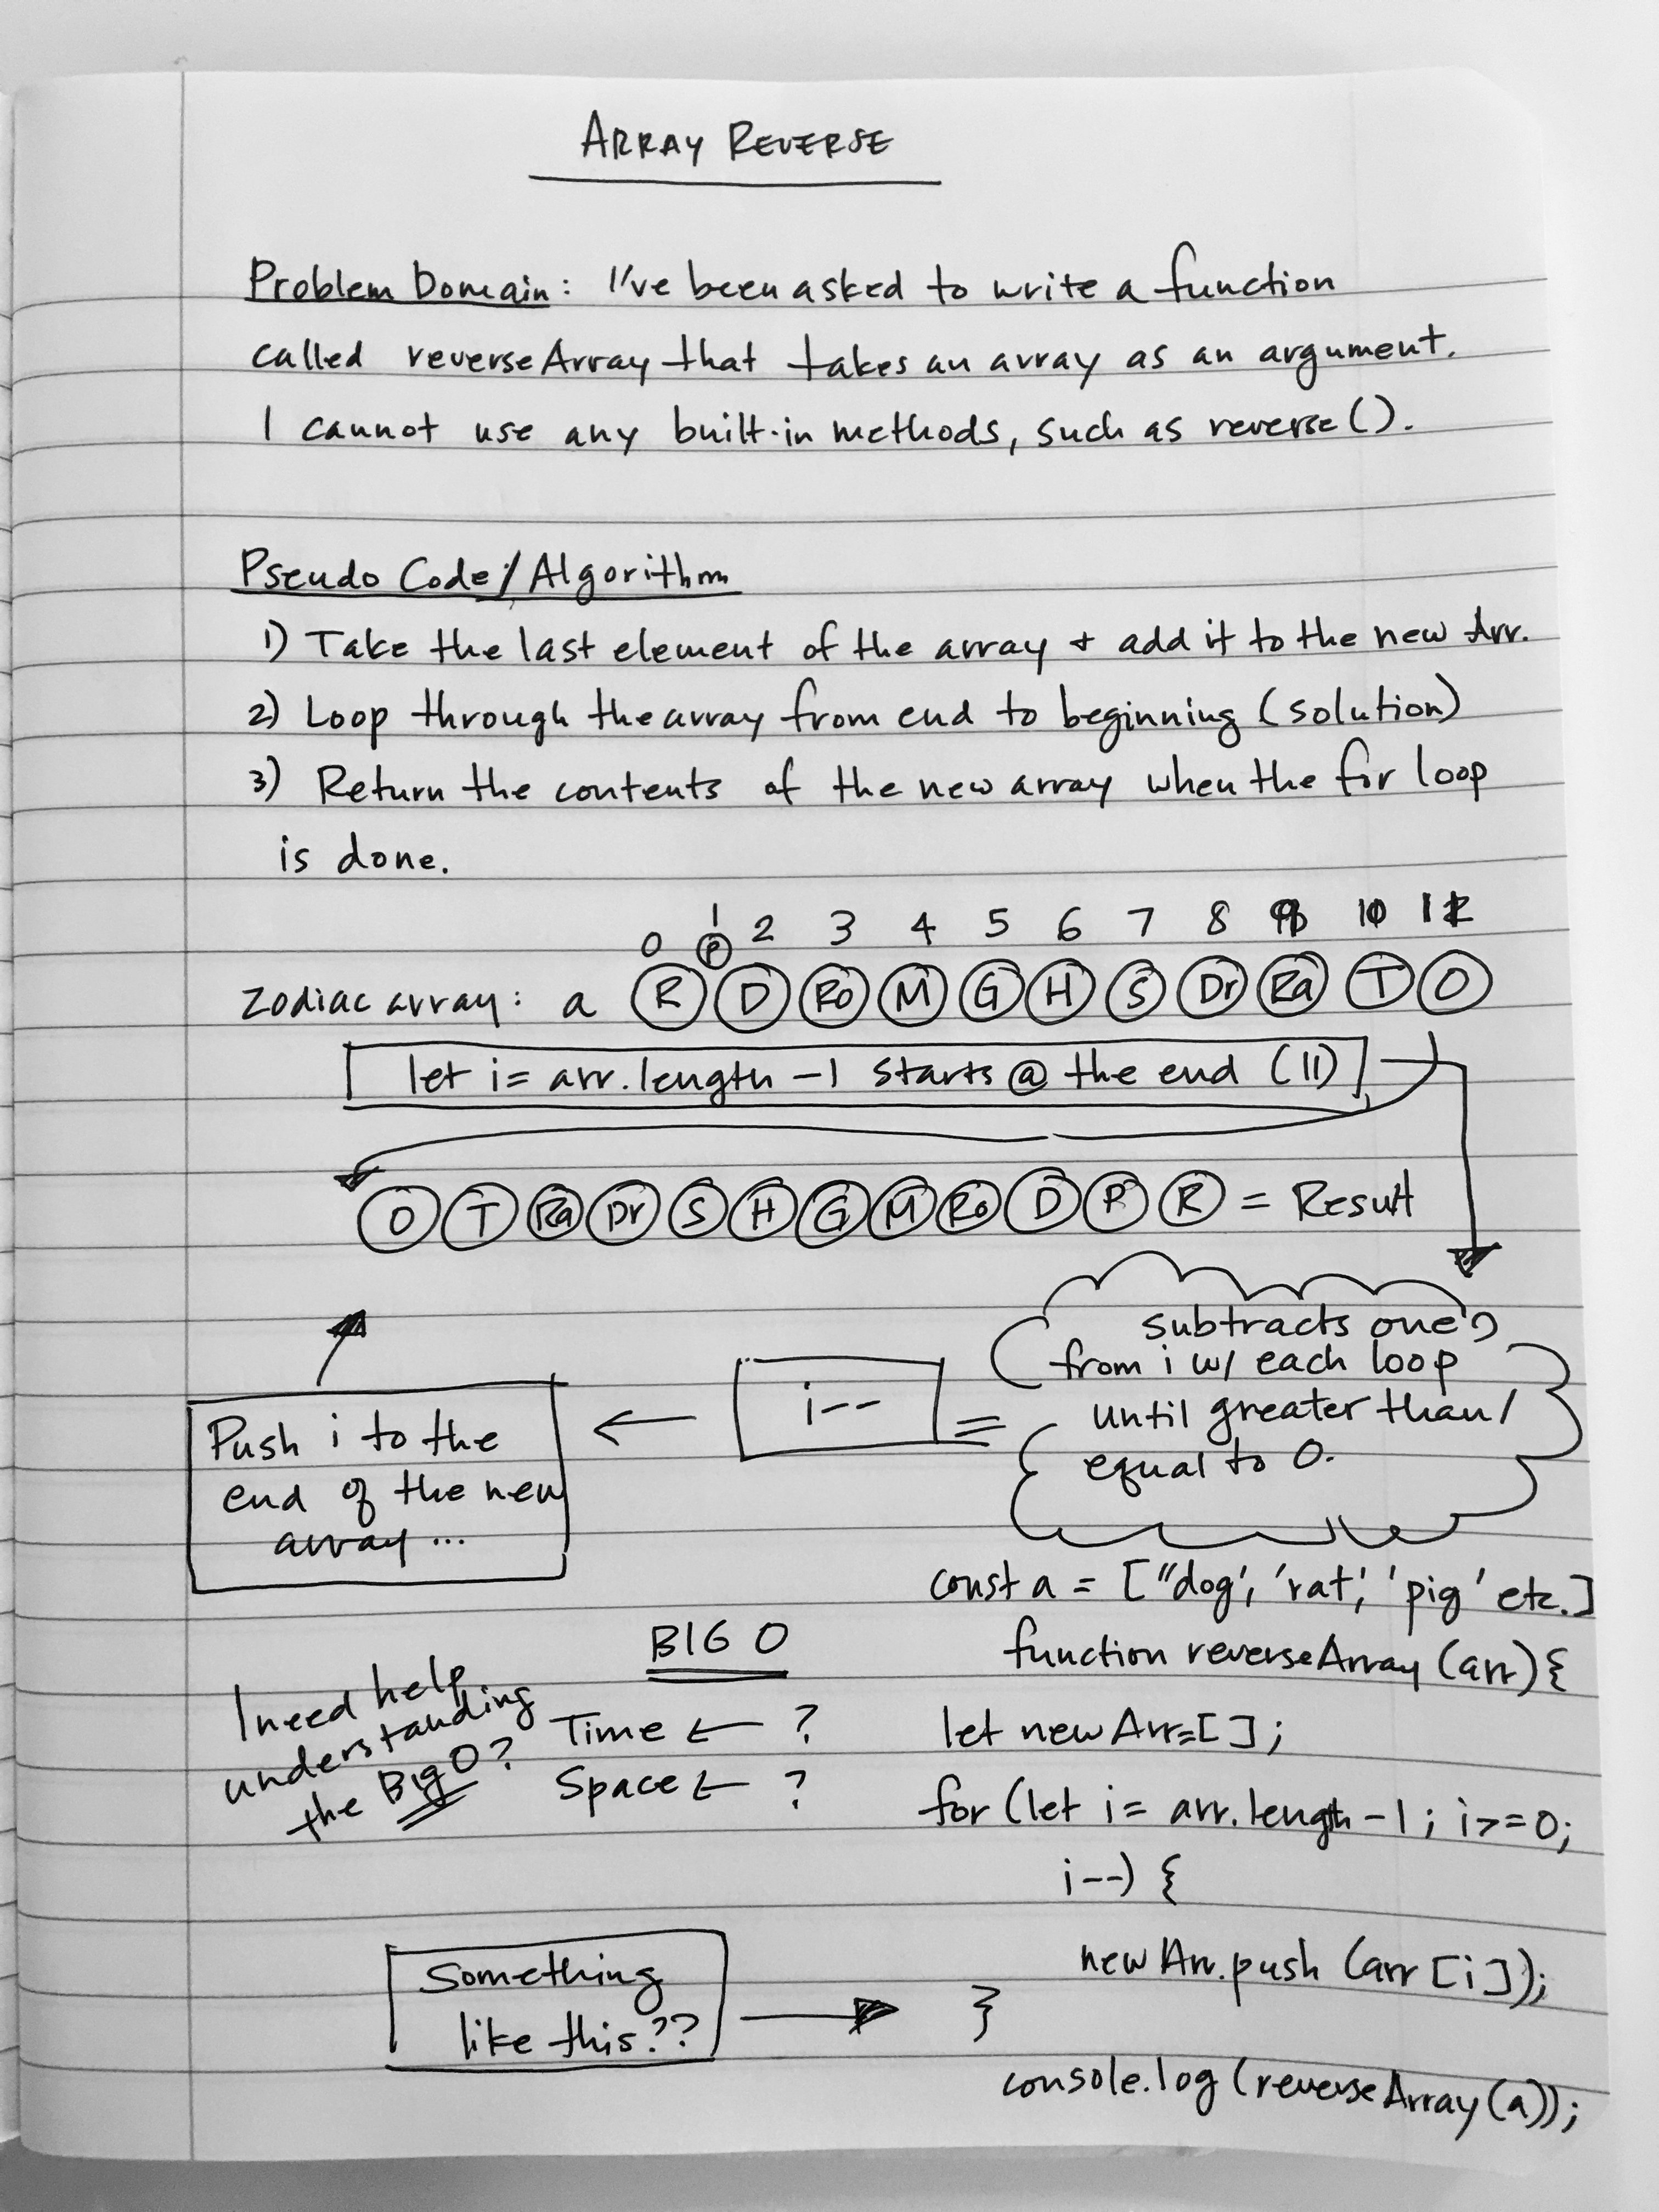 ARRAY REVERSE
Problem Domain: I've been asked to write a function
called reverseArray that takes an array as an argument.
I cannot use any built-in methods, such as reverse().
Pseudo Code/Algorithm
1) Take the last element of the array + add it to the new Arr.
2) Loop through the array from end to beginning (solution)
3) Return the contents of the new array when the for loop
is done.
0 1 2 3 4 5 6 7 8 9 10 11
P
Zodiac array: a R D Ro M G H S Dr Ra T O
let i = arr.length -1 starts @ the end (11)
O T Ra Dr S H G M Ro D P R = Result
subtracts one
from i w/ each loop
until greater than/
equal to 0.
i--
=
Push i to the
end of the new
array...
const a = ["dog', 'rat', 'pig' etc.]
function reverseArray (arr) {
let newArr = [];
for (let i = arr.length -1; i >= 0;
i--) {
newArr.push (arr [i]);
}
console.log (reverseArray (a));
BIG O
Time ← ?
Space ← ?
I need help
understanding
the Big O?
Something
like this??